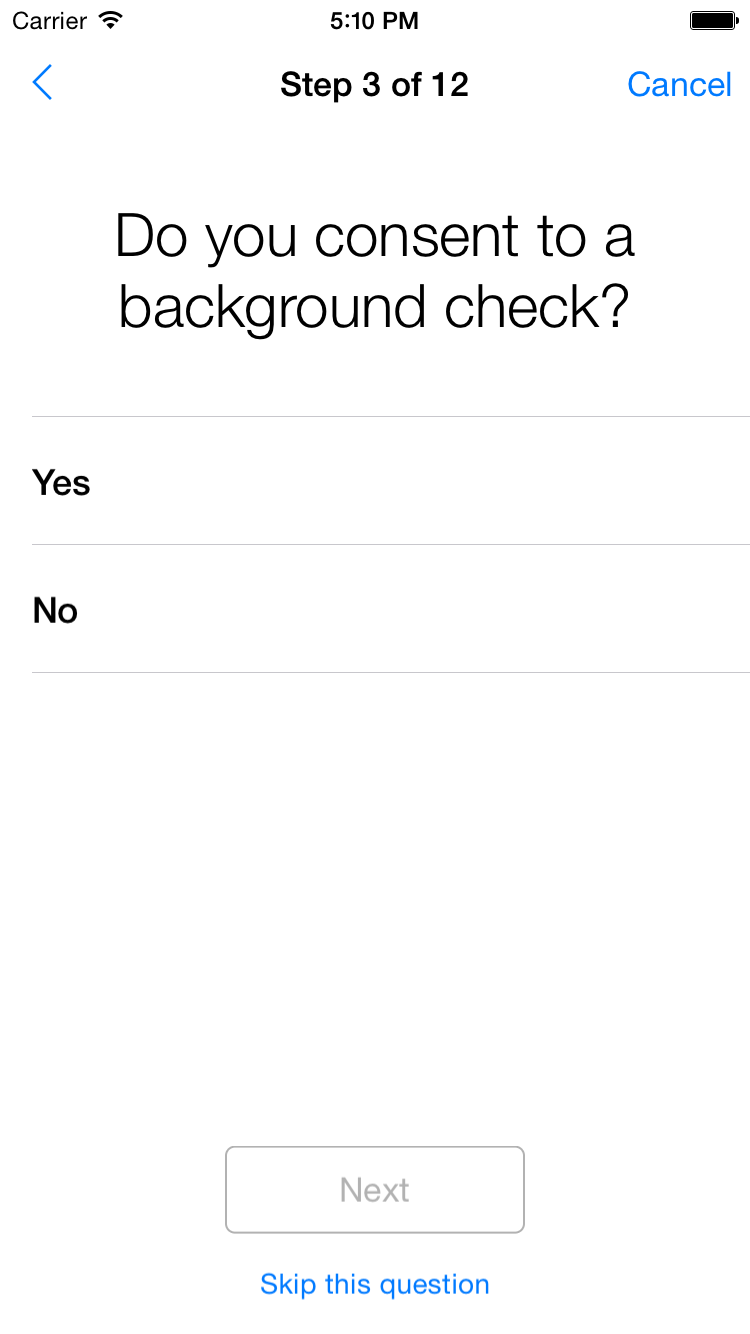 Carrier 5:10 PM
Step 3 of 12 Cancel
Do you consent to a
background check?
Yes
No
Next
Skip this question